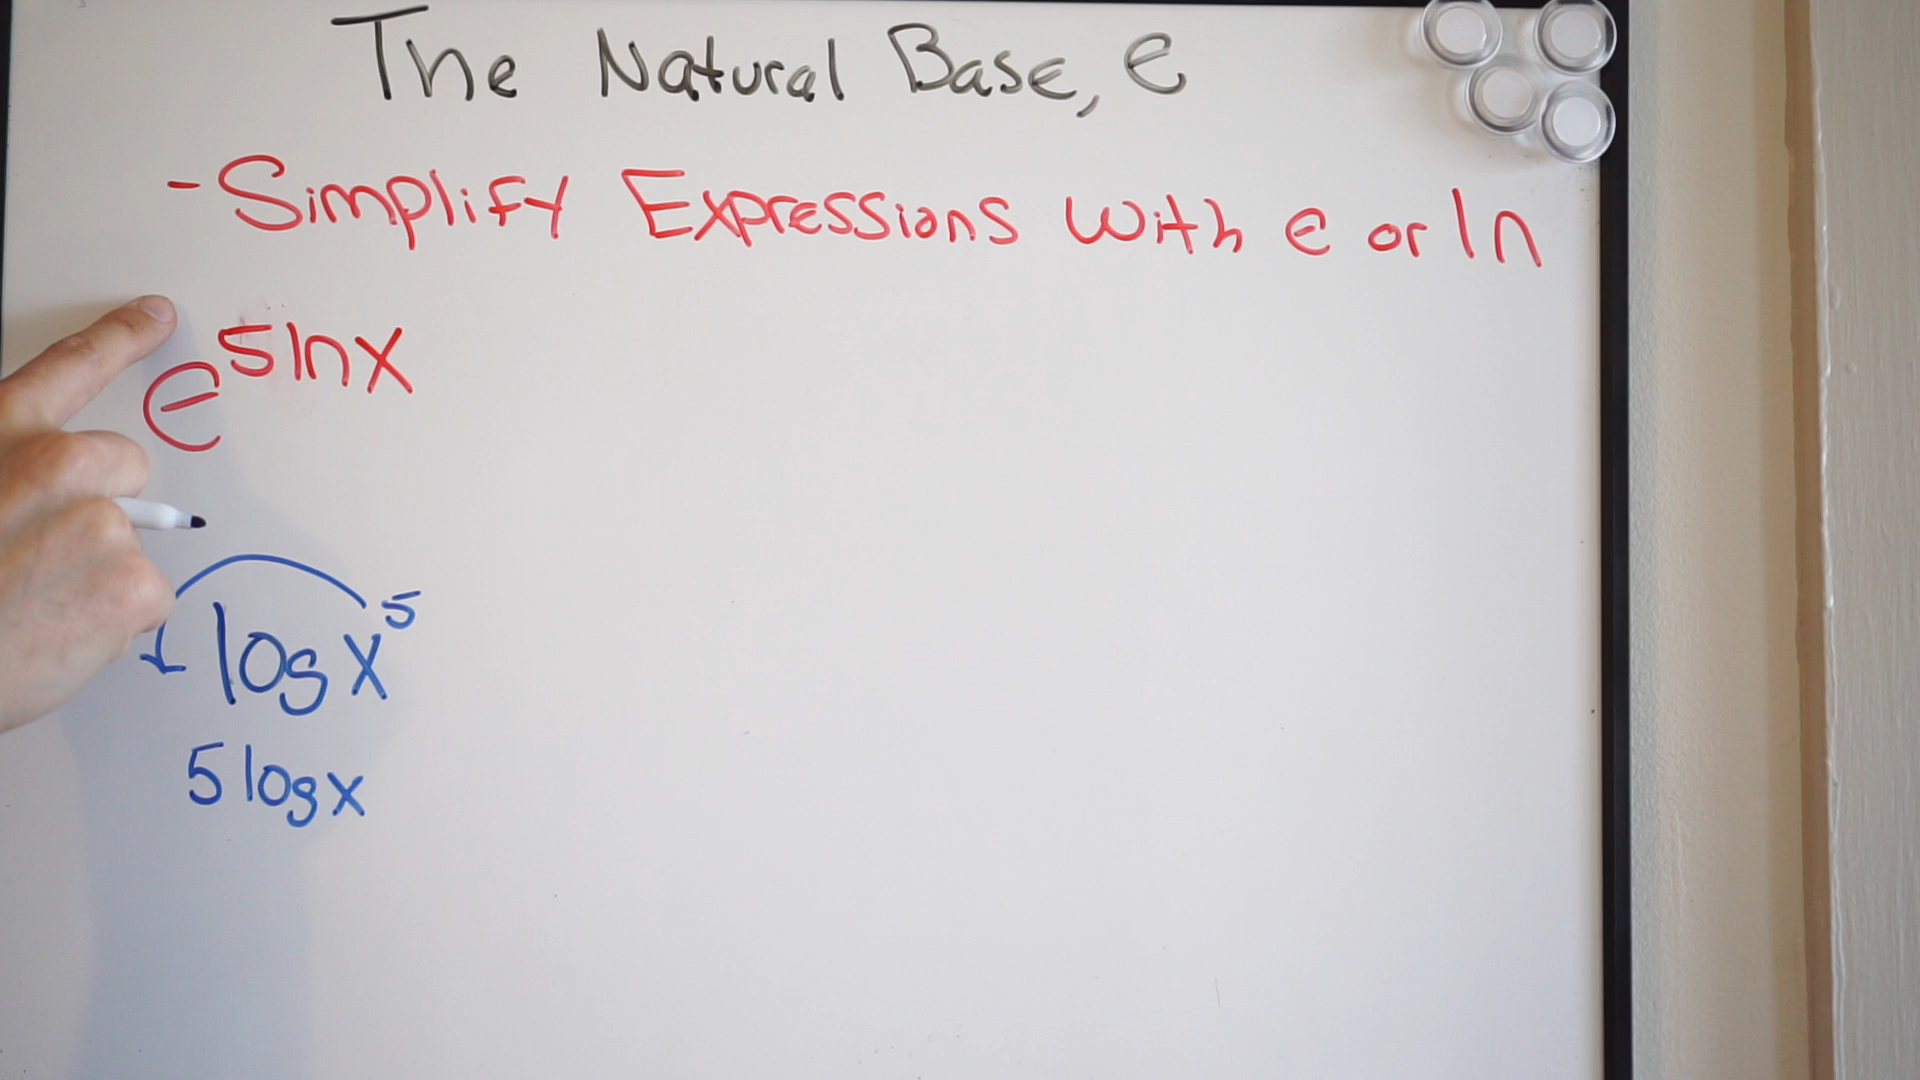 The Natural Base, e
- Simplify Expressions with e or ln
e^5lnx
log x^5
5 log x